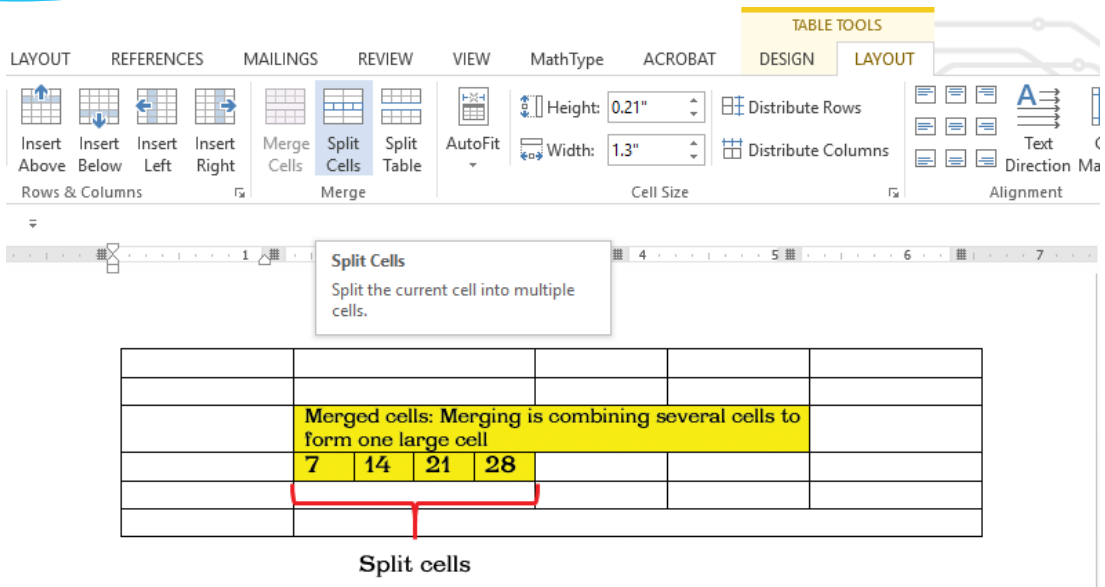 TABLE TOOLS
LAYOUT REFERENCES MAILINGS REVIEW VIEW MathType ACROBAT DESIGN LAYOUT
Height: 0.21" Distribute Rows
Insert Insert Insert Insert Merge Split Split AutoFit Width: 1.3" Distribute Columns Text
Above Below Left Right Cells Cells Table Direction
Rows & Columns Merge Cell Size Alignment
1 4 5 6 7
Split Cells
Split the current cell into multiple
cells.
Merged cells: Merging is combining several cells to
form one large cell
7 14 21 28
Split cells